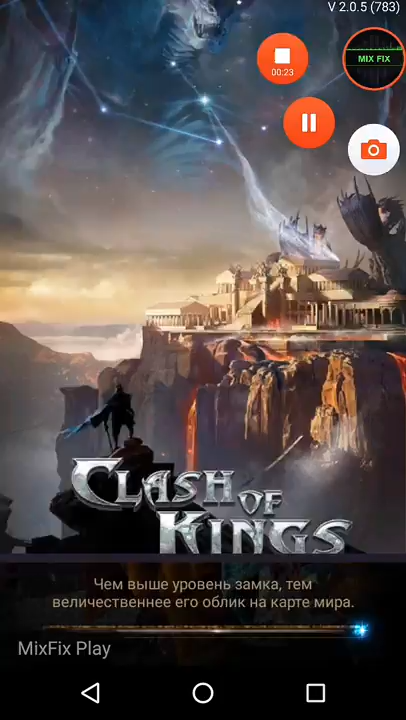 V 2.0.5 (783)
00:23
MIX FIX
CLASH OF
KINGS
Чем выше уровень замка, тем
величественнее его облик на карте мира.
MixFix Play